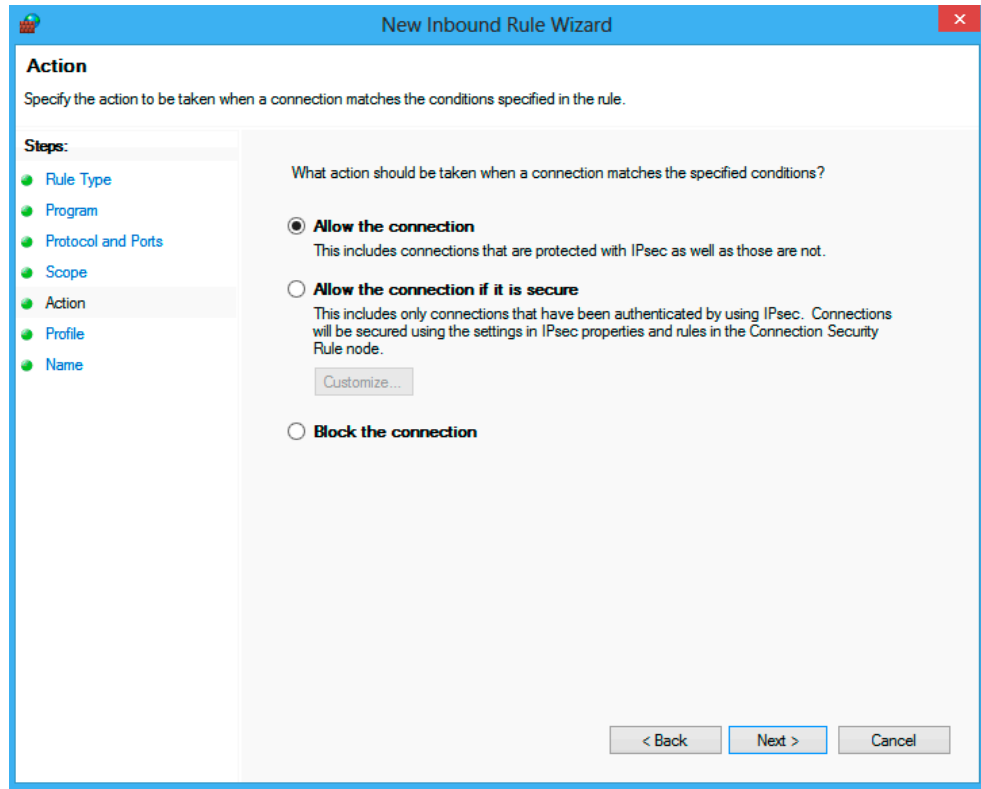 New Inbound Rule Wizard
Action
Specify the action to be taken when a connection matches the conditions specified in the rule.
Steps:
Rule Type
Program
Protocol and Ports
Scope
Action
Profile
Name
What action should be taken when a connection matches the specified conditions?
Allow the connection
This includes connections that are protected with IPsec as well as those are not.
Allow the connection if it is secure
This includes only connections that have been authenticated by using IPsec. Connections
will be secured using the settings in IPsec properties and rules in the Connection Security
Rule node.
Customize...
Block the connection
< Back
Next >
Cancel